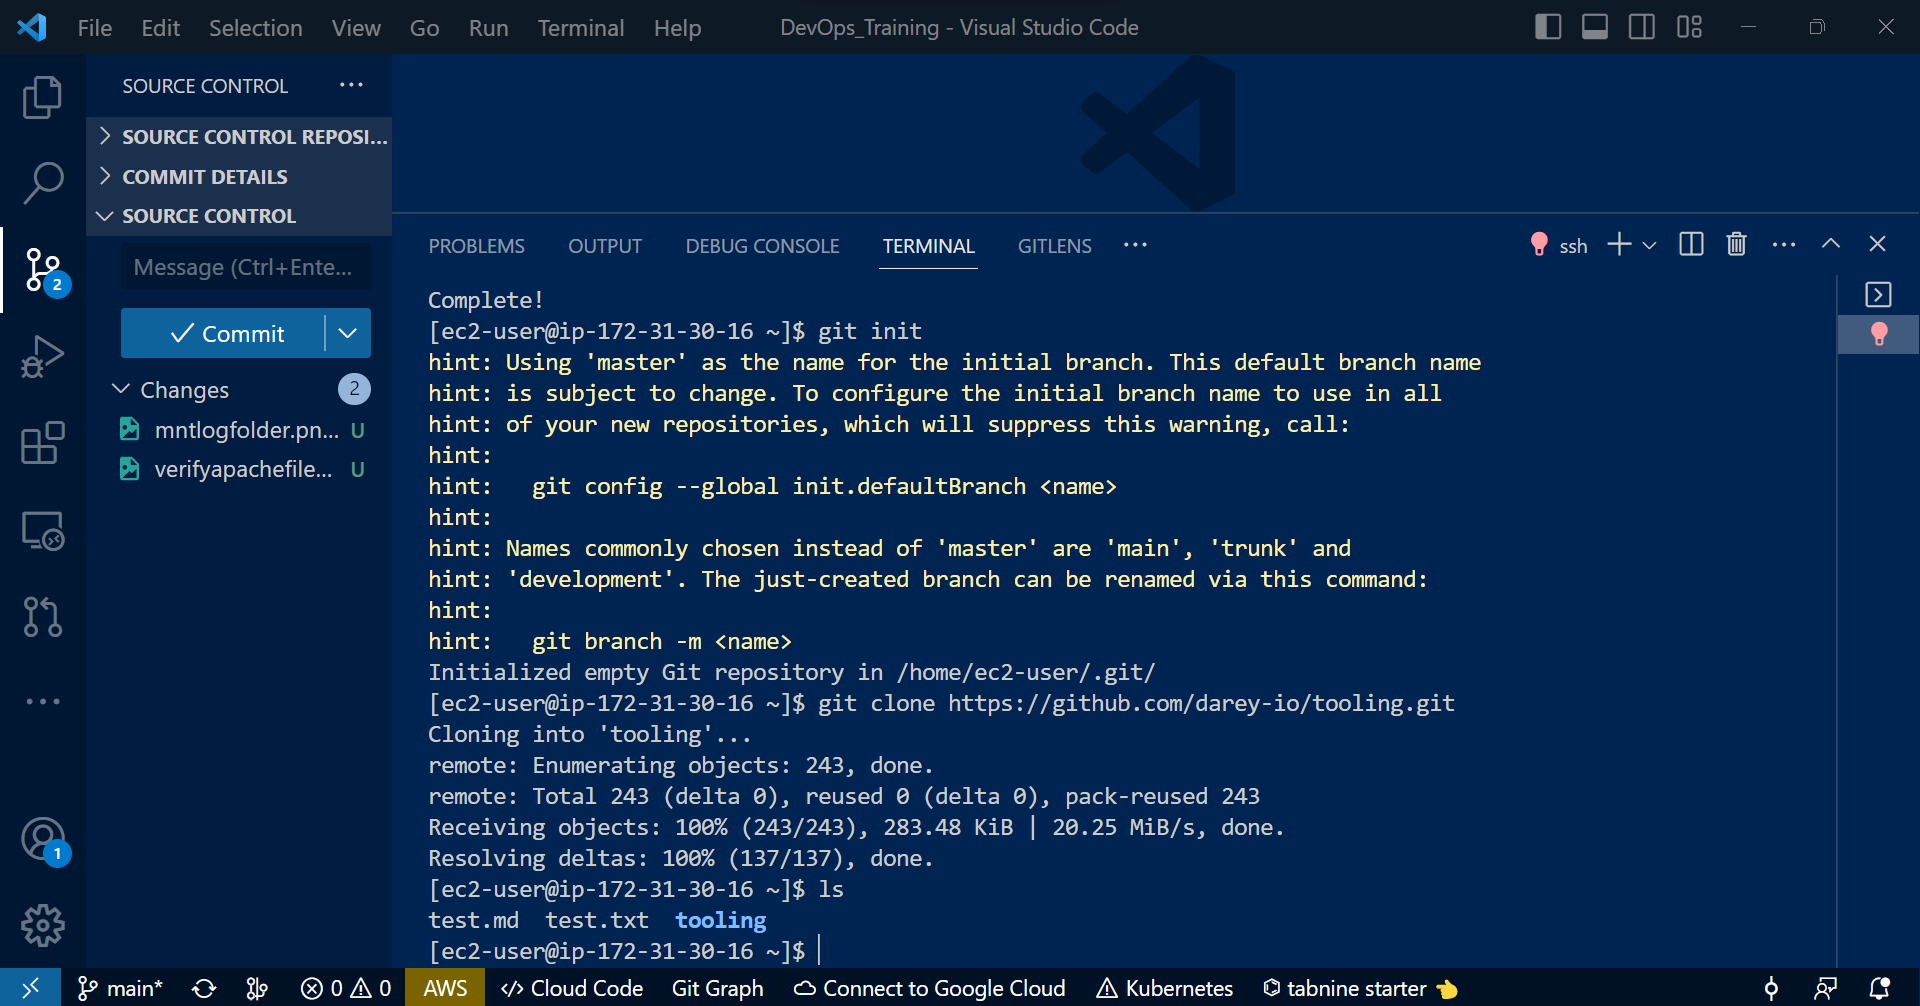 File Edit Selection View Go Run Terminal Help DevOps_Training - Visual Studio Code
SOURCE CONTROL ...
SOURCE CONTROL REPOSI...
COMMIT DETAILS
SOURCE CONTROL
Message (Ctrl+Ente...
Commit
Changes 2
mntlogfolder.pn... U
verifyapachefile... U
2
1
PROBLEMS OUTPUT DEBUG CONSOLE TERMINAL GITLENS ... ssh
Complete!
[ec2-user@ip-172-31-30-16 ~]$ git init
hint: Using 'master' as the name for the initial branch. This default branch name
hint: is subject to change. To configure the initial branch name to use in all
hint: of your new repositories, which will suppress this warning, call:
hint:
hint:   git config --global init.defaultBranch <name>
hint:
hint: Names commonly chosen instead of 'master' are 'main', 'trunk' and
hint: 'development'. The just-created branch can be renamed via this command:
hint:
hint:   git branch -m <name>
Initialized empty Git repository in /home/ec2-user/.git/
[ec2-user@ip-172-31-30-16 ~]$ git clone https://github.com/darey-io/tooling.git
Cloning into 'tooling'...
remote: Enumerating objects: 243, done.
remote: Total 243 (delta 0), reused 0 (delta 0), pack-reused 243
Receiving objects: 100% (243/243), 283.48 KiB | 20.25 MiB/s, done.
Resolving deltas: 100% (137/137), done.
[ec2-user@ip-172-31-30-16 ~]$ ls
test.md  test.txt  tooling
[ec2-user@ip-172-31-30-16 ~]$
main* 0 0 AWS </> Cloud Code Git Graph Connect to Google Cloud Kubernetes tabnine starter